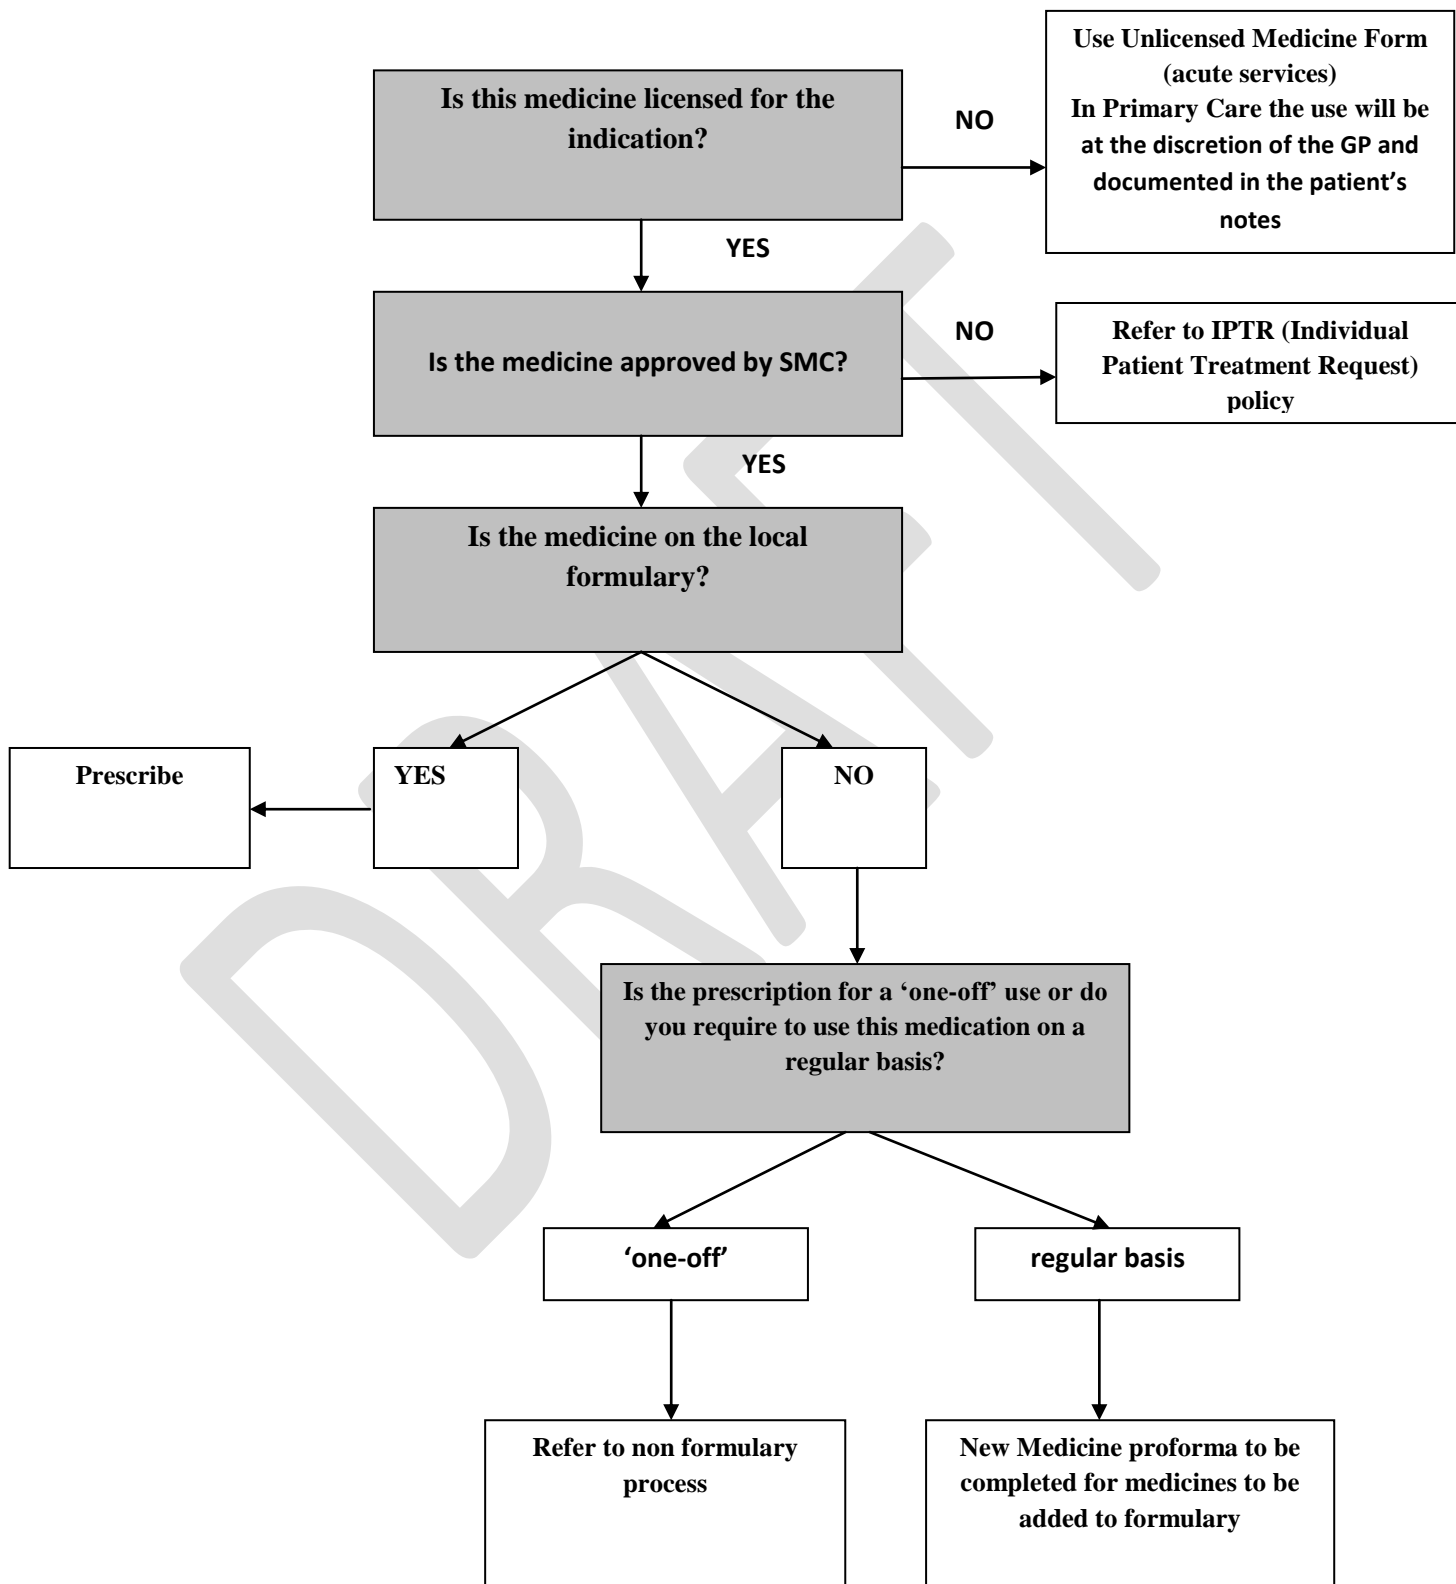 Use Unlicensed Medicine Form
(acute services)
In Primary Care the use will be
at the discretion of the GP and
documented in the patient’s
notes
Is this medicine licensed for the
indication?
NO
YES
Is the medicine approved by SMC?
NO
Refer to IPTR (Individual
Patient Treatment Request)
policy
YES
Is the medicine on the local
formulary?
Prescribe
YES
NO
Is the prescription for a ‘one-off’ use or do
you require to use this medication on a
regular basis?
‘one-off’
regular basis
Refer to non formulary
process
New Medicine proforma to be
completed for medicines to be
added to formulary
DRAFT